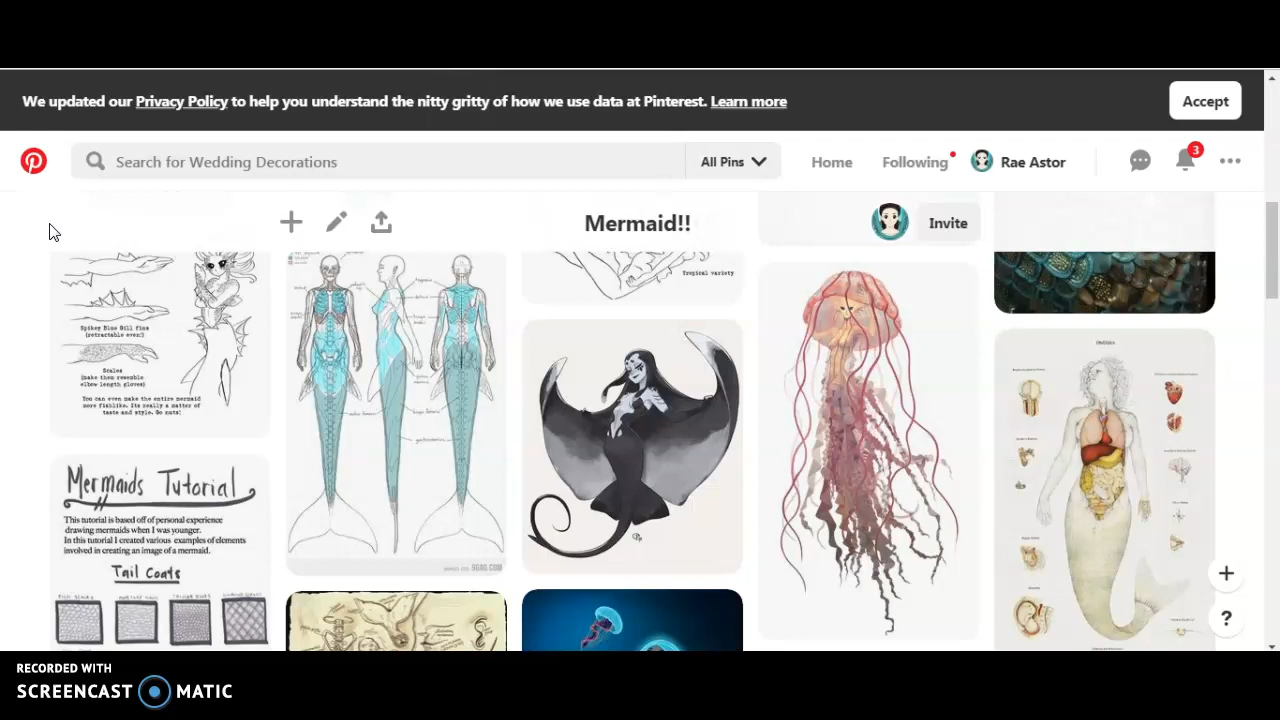 We updated our Privacy Policy to help you understand the nitty gritty of how we use data at Pinterest. Learn more
Accept
Search for Wedding Decorations
All Pins
Home
Following
Rae Astor
3
Mermaid!!
Invite
Tropical variety
Spikey Blue Gill fins
(retractable ever!)
Scales
(make them resemble
elbow length gloves)
You can even make the entire mermaid
more fishlike. Its really a matter of
taste and style. Go nuts!
Mermaids Tutorial
This tutorial is based off of personal experience
drawing mermaids when I was younger.
In this tutorial I created various examples of elements
involved in creating an image of a mermaid.
Tail Coats
9GAG.COM
+
?
RECORDED WITH
SCREENCAST MATIC